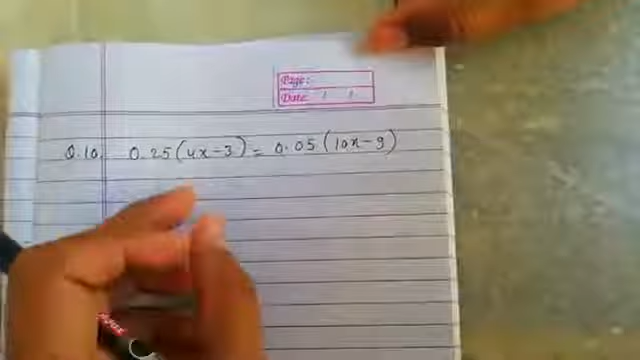 Page:
Date: / /
Q.10. 0.25(4x-3) = 0.05(10x-9)